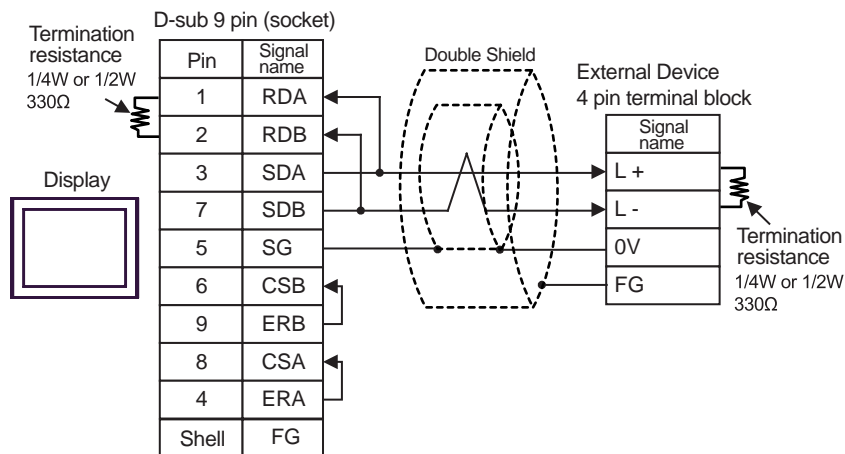 D-sub 9 pin (socket)
Termination
resistance
1/4W or 1/2W
330Ω
Pin
Signal
name
1
RDA
2
RDB
3
SDA
7
SDB
5
SG
6
CSB
9
ERB
8
CSA
4
ERA
Shell
FG
Display
Double Shield
External Device
4 pin terminal block
Signal
name
L +
L -
0V
FG
Termination
resistance
1/4W or 1/2W
330Ω